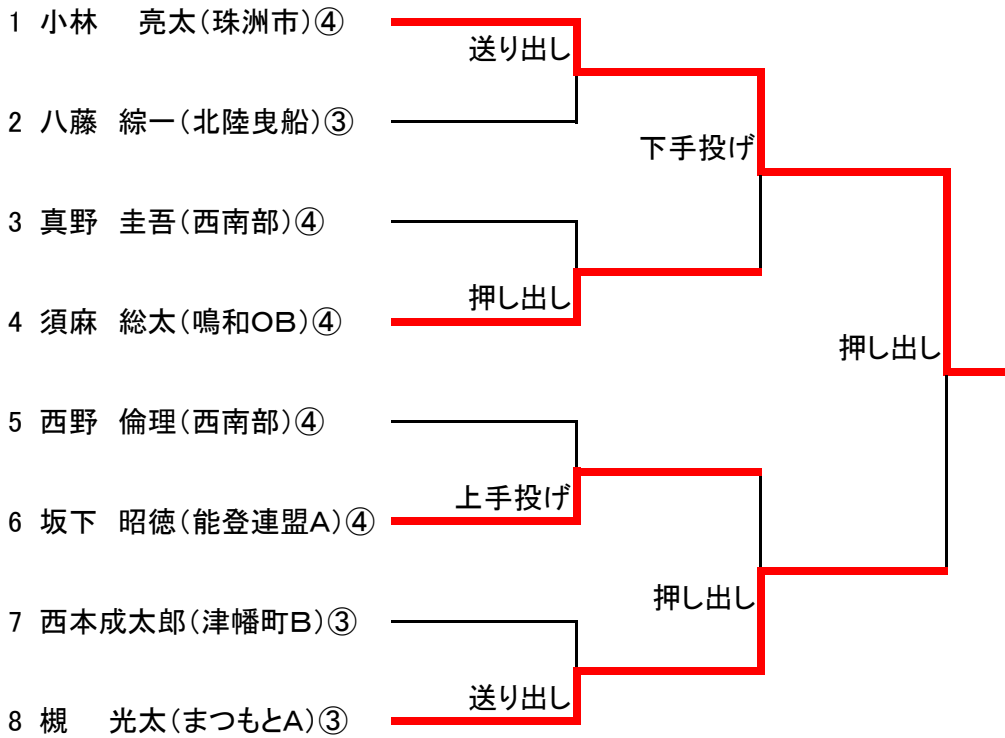 1 小林　亮太(珠洲市)④
送り出し
2 八藤　綜一(北陸曳船)③
下手投げ
3 真野　圭吾(西南部)④
押し出し
4 須麻　総太(鳴和OB)④
押し出し
5 西野　倫理(西南部)④
上手投げ
6 坂下　昭徳(能登連盟A)④
押し出し
7 西本成太郎(津幡町B)③
送り出し
8 槻　光太(まつもとA)③